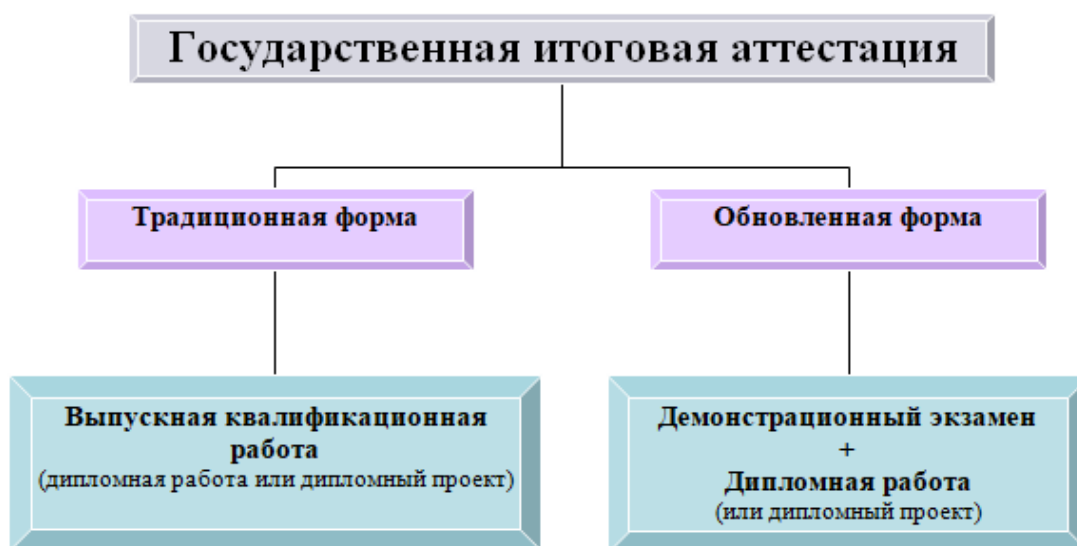 Государственная итоговая аттестация
Традиционная форма
Обновленная форма
Выпускная квалификационная
работа
(дипломная работа или дипломный проект)
Демонстрационный экзамен
+
Дипломная работа
(или дипломный проект)